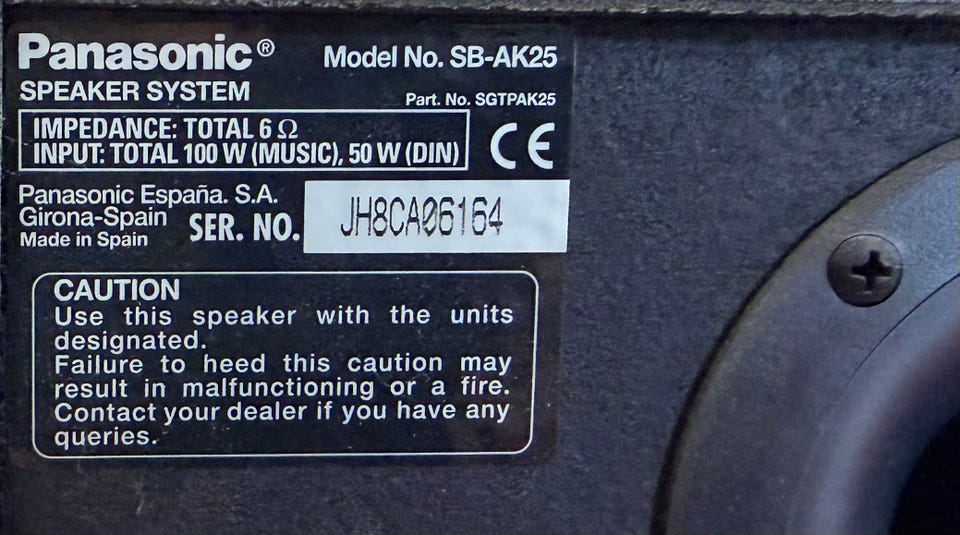 Panasonic®
Model No. SB-AK25
SPEAKER SYSTEM
Part. No. SGTPAK25
IMPEDANCE: TOTAL 6 Ω
INPUT: TOTAL 100 W (MUSIC), 50 W (DIN)
CE
Panasonic España. S.A.
Girona-Spain
Made in Spain
SER. NO. JH8CA06164
CAUTION
Use this speaker with the units
designated.
Failure to heed this caution may
result in malfunctioning or a fire.
Contact your dealer if you have any
queries.